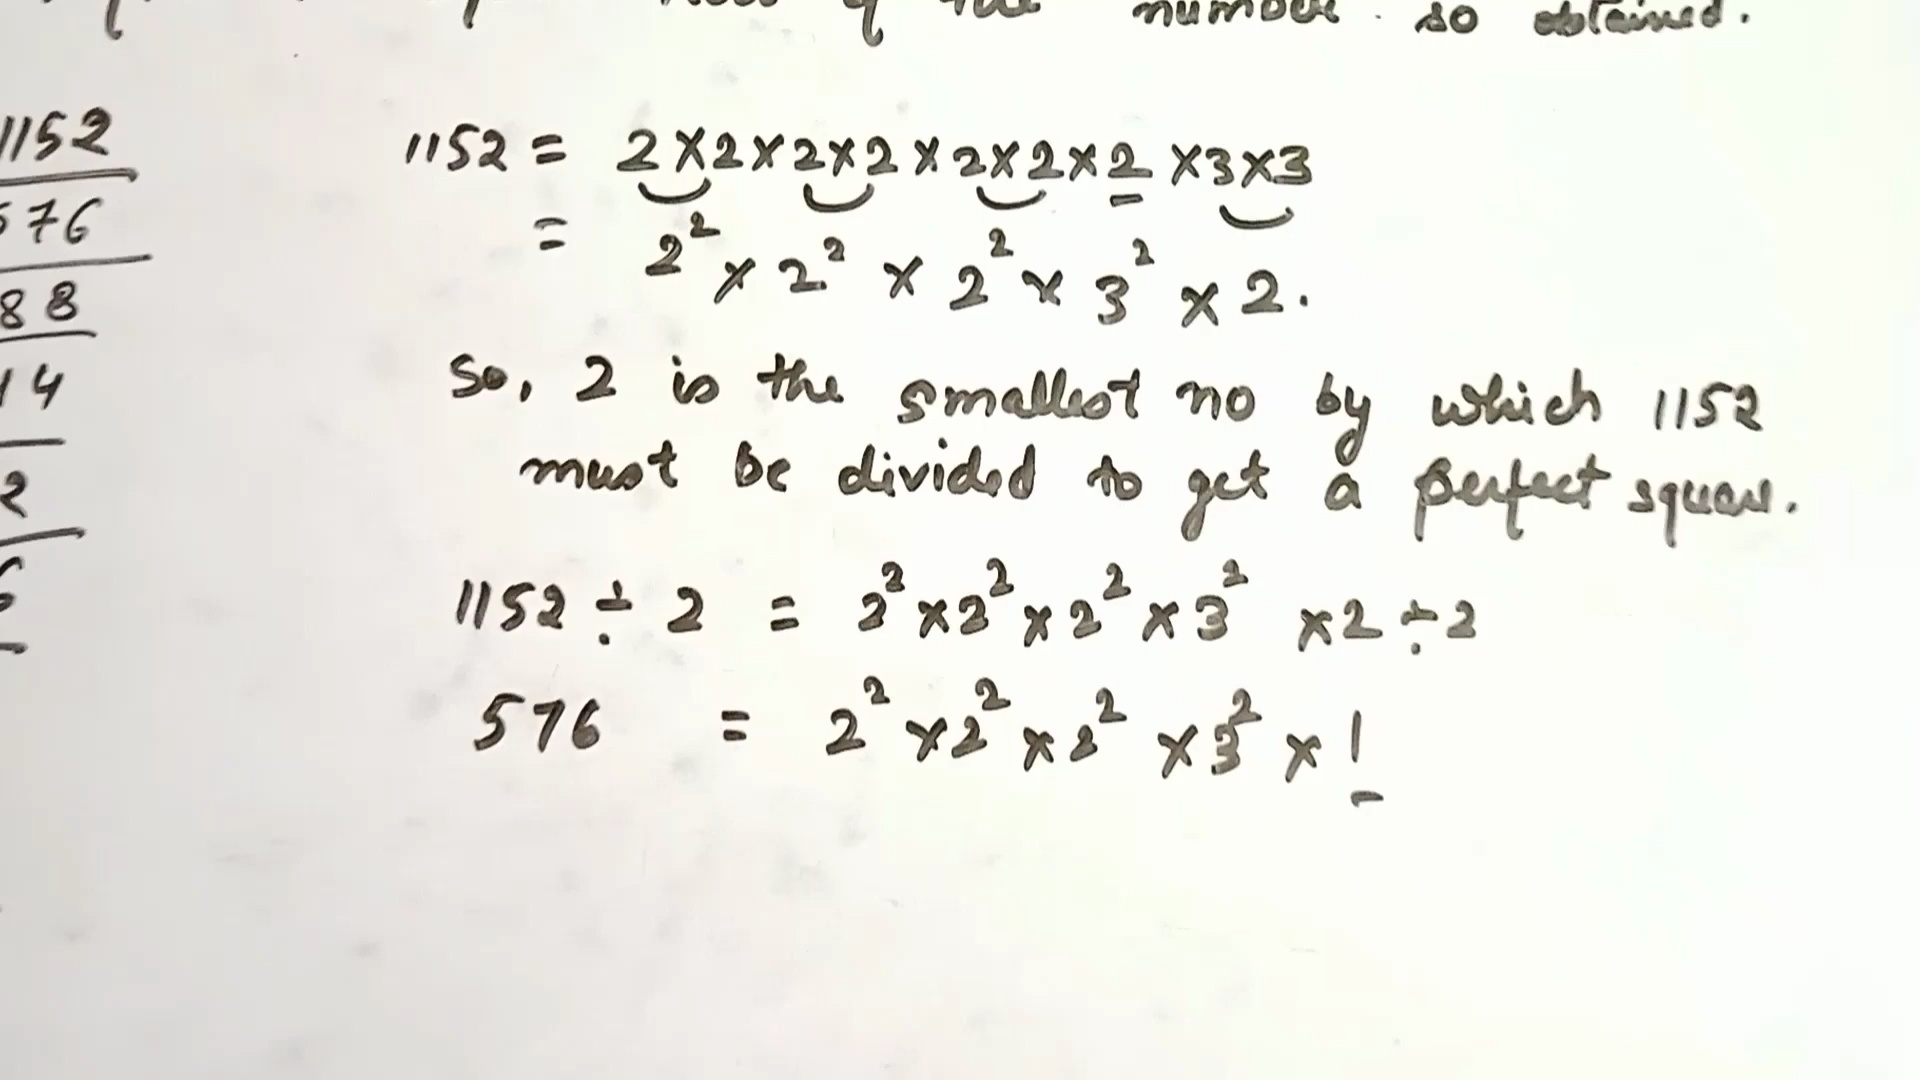 of the number so obtained.
1152
576
88
14
2
1152 = 2×2×2×2×2×2×2×3×3
= 2² × 2² × 2² × 3² × 2.
So, 2 is the smallest no by which 1152
must be divided to get a perfect square.
1152 ÷ 2 = 2²×2²×2²×3² ×2÷2
576 = 2²×2²×2²×3²×1